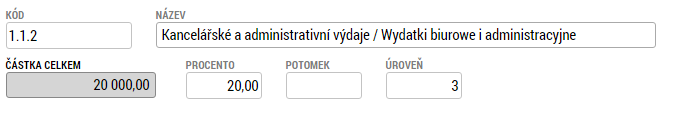 KÓD NÁZEV
1.1.2 Kancelářské a administrativní výdaje / Wydatki biurowe i administracyjne
ČÁSTKA CELKEM PROCENTO POTOMEK ÚROVEŇ
20 000,00 20,00 3